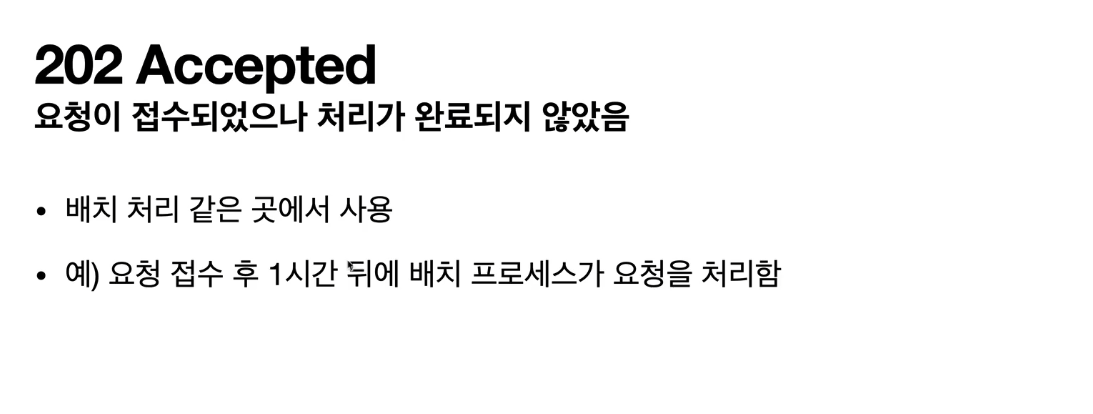 202 Accepted
요청이 접수되었으나 처리가 완료되지 않았음
• 배치 처리 같은 곳에서 사용
• 예) 요청 접수 후 1시간 뒤에 배치 프로세스가 요청을 처리함